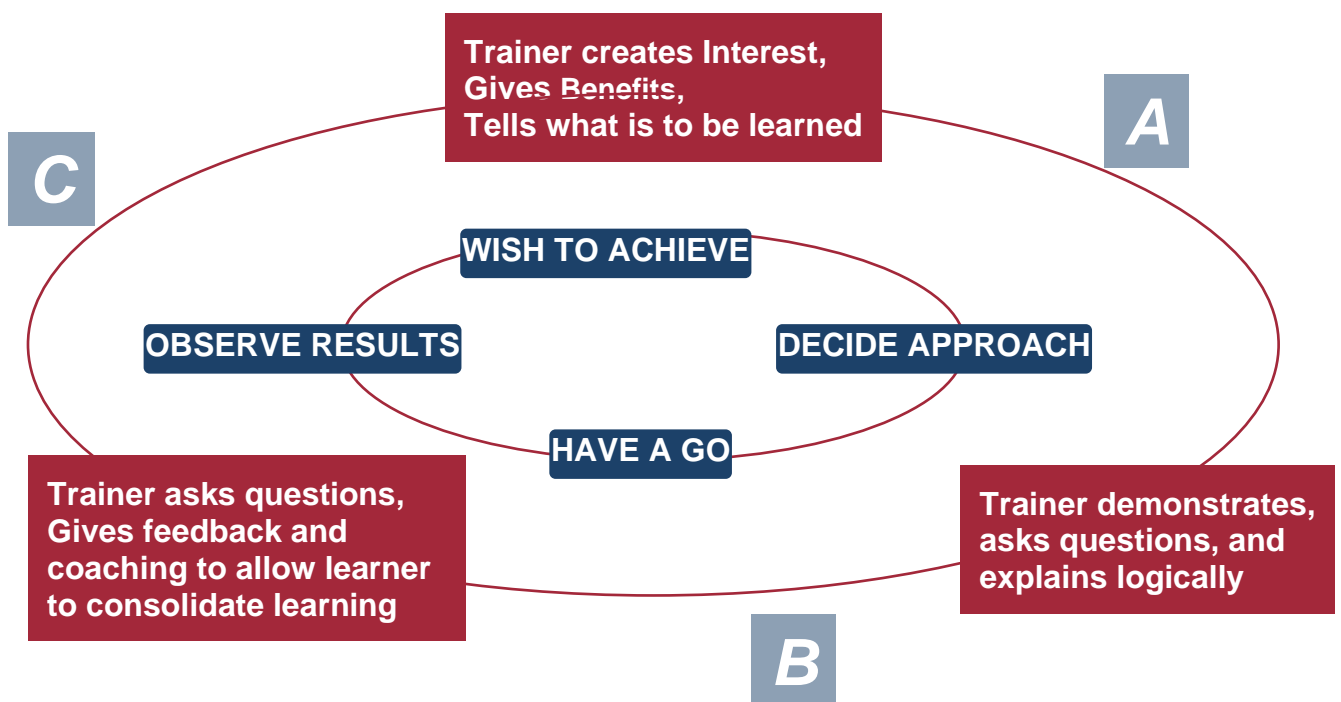 Trainer creates Interest,
Gives Benefits,
Tells what is to be learned
A
C
WISH TO ACHIEVE
OBSERVE RESULTS
DECIDE APPROACH
HAVE A GO
Trainer asks questions,
Gives feedback and
coaching to allow learner
to consolidate learning
Trainer demonstrates,
asks questions, and
explains logically
B